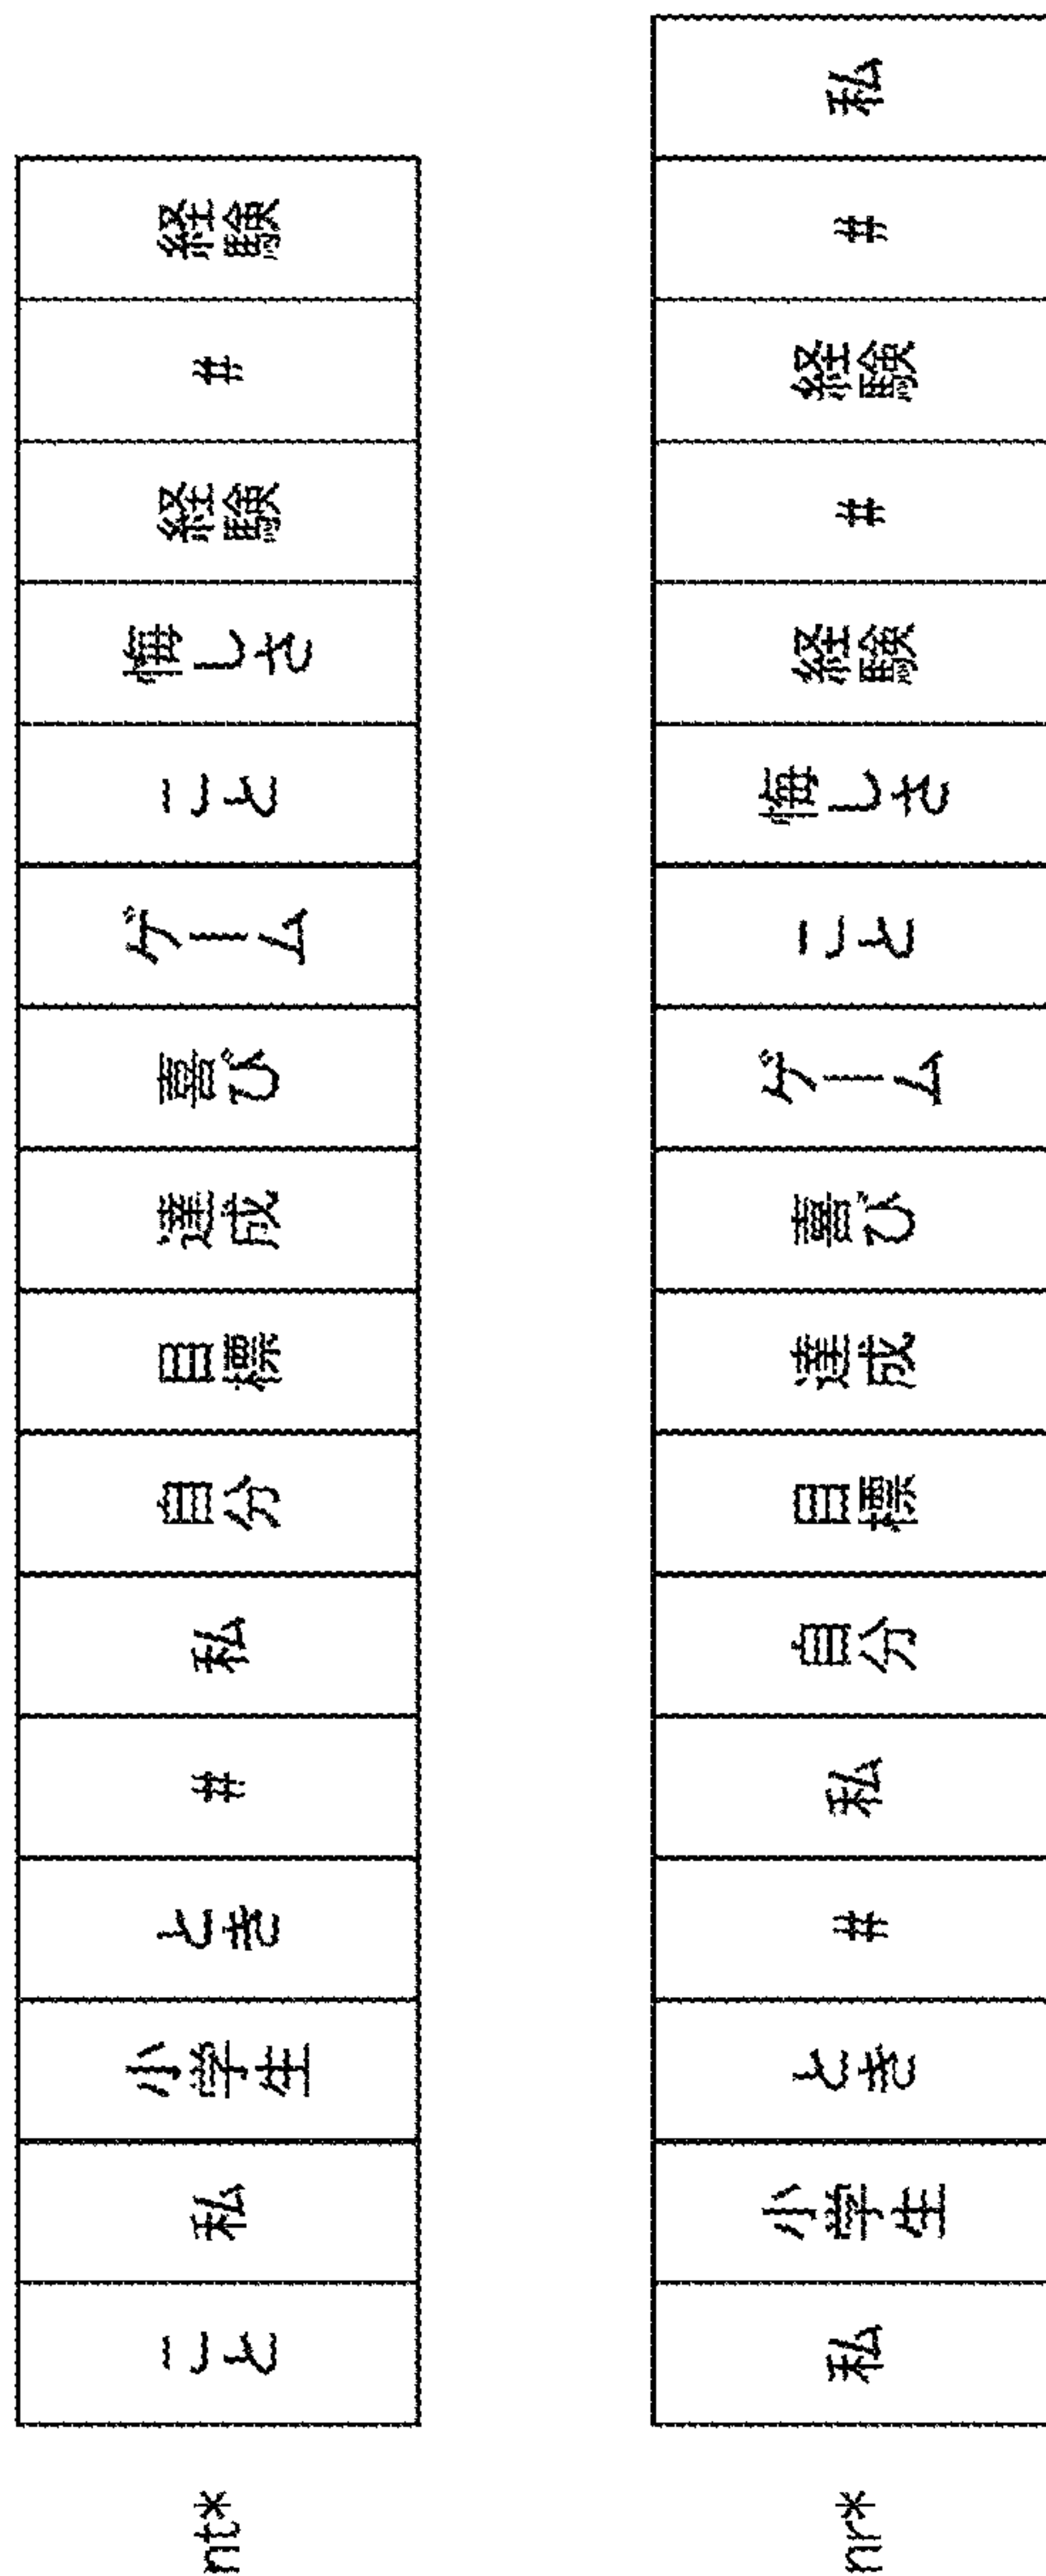 nt* こと 私 小学生 とき # 私 自分 目標 達成 喜び ゲーム こと 悔しさ 経験 # 経験
nr* 私 小学生 とき # 私 自分 目標 達成 喜び ゲーム こと 悔しさ 経験 # 経験 # 私